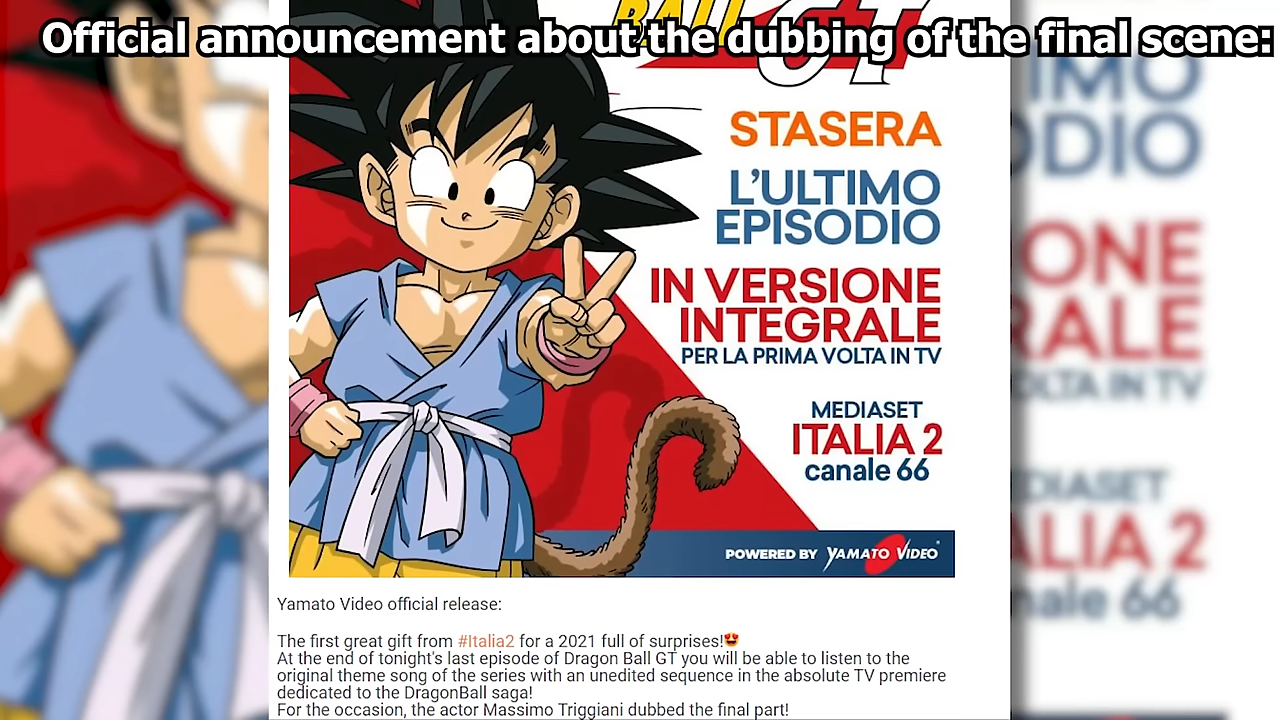 Official announcement about the dubbing of the final scene:
BALL GT
STASERA
L'ULTIMO
EPISODIO
IN VERSIONE
INTEGRALE
PER LA PRIMA VOLTA IN TV
MEDIASET
ITALIA 2
canale 66
POWERED BY YAMATO VIDEO
Yamato Video official release:
The first great gift from #Italia2 for a 2021 full of surprises!😍
At the end of tonight's last episode of Dragon Ball GT you will be able to listen to the
original theme song of the series with an unedited sequence in the absolute TV premiere
dedicated to the DragonBall saga!
For the occasion, the actor Massimo Triggiani dubbed the final part!